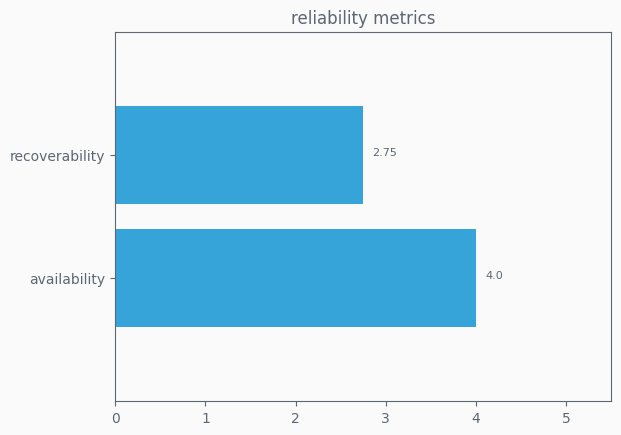 reliability metrics
recoverability
2.75
availability
4.0
0 1 2 3 4 5